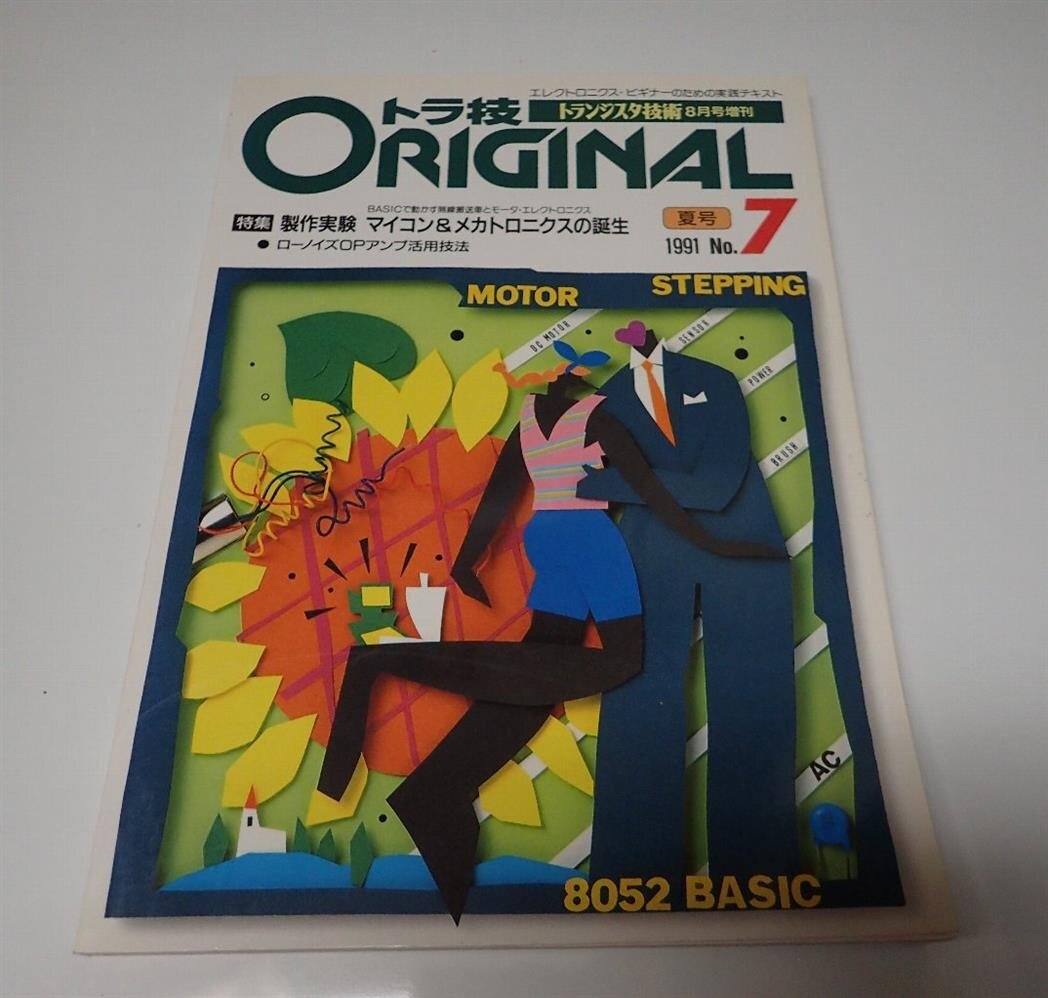 エレクトロニクス・ビギナーのための実践テキスト
トラ技
トランジスタ技術 8月号増刊
ORIGINAL
BASICで動かす無線搬送車とモータ・エレクトロニクス
特集 製作実験 マイコン&メカトロニクスの誕生
● ローノイズOPアンプ活用技法
夏号
1991 No.7
MOTOR
STEPPING
DC MOTOR
SENSOR
POWER
BRUSH
AC
8052 BASIC